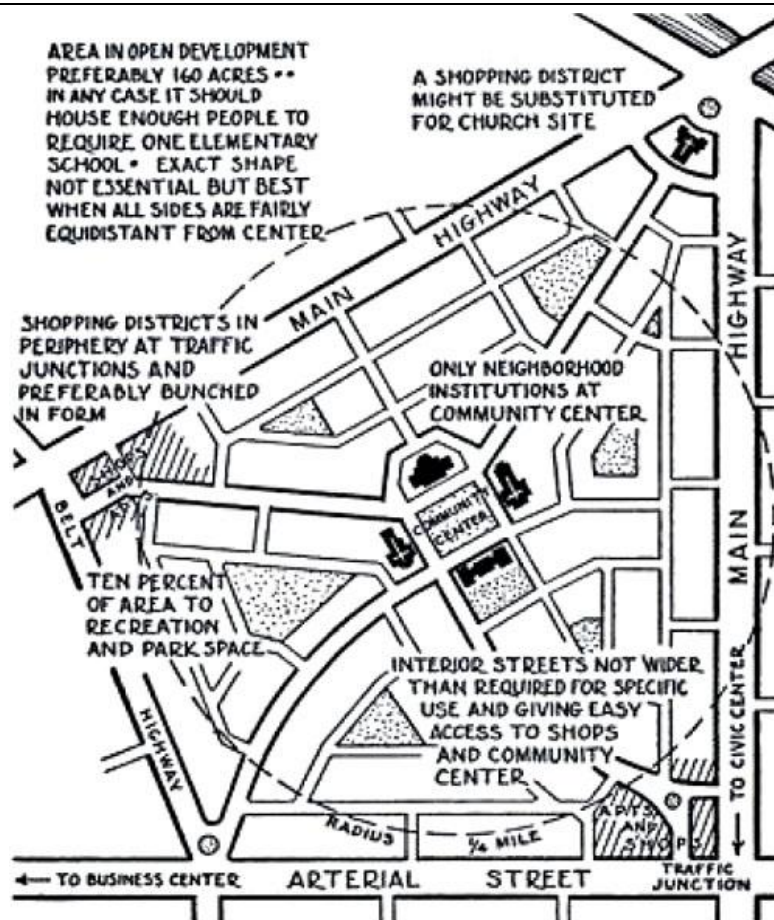 AREA IN OPEN DEVELOPMENT
PREFERABLY 160 ACRES ••
IN ANY CASE IT SHOULD
HOUSE ENOUGH PEOPLE TO
REQUIRE ONE ELEMENTARY
SCHOOL • EXACT SHAPE
NOT ESSENTIAL BUT BEST
WHEN ALL SIDES ARE FAIRLY
EQUIDISTANT FROM CENTER
A SHOPPING DISTRICT
MIGHT BE SUBSTITUTED
FOR CHURCH SITE
MAIN HIGHWAY
HIGHWAY
MAIN
SHOPPING DISTRICTS IN
PERIPHERY AT TRAFFIC
JUNCTIONS AND
PREFERABLY BUNCHED
IN FORM
ONLY NEIGHBORHOOD
INSTITUTIONS AT
COMMUNITY CENTER
SHOPS
AND
BELT
HIGHWAY
COMMUNITY
CENTER
TEN PERCENT
OF AREA TO
RECREATION
AND PARK SPACE
INTERIOR STREETS NOT WIDER
THAN REQUIRED FOR SPECIFIC
USE AND GIVING EASY
ACCESS TO SHOPS
AND COMMUNITY
CENTER
TO CIVIC CENTER
APTS
AND
SHOPS
RADIUS ¼ MILE
TRAFFIC
JUNCTION
TO BUSINESS CENTER
ARTERIAL STREET